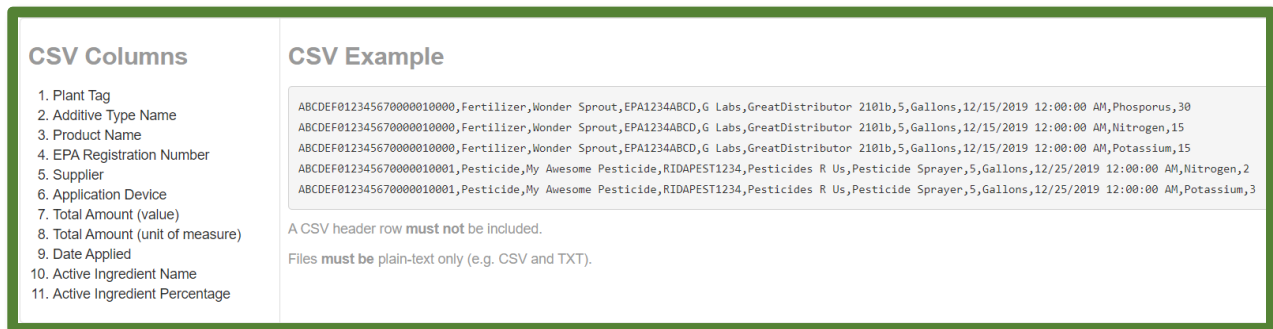 CSV Columns
1. Plant Tag
2. Additive Type Name
3. Product Name
4. EPA Registration Number
5. Supplier
6. Application Device
7. Total Amount (value)
8. Total Amount (unit of measure)
9. Date Applied
10. Active Ingredient Name
11. Active Ingredient Percentage
CSV Example
ABCDEF012345670000010000,Fertilizer,Wonder Sprout,EPA1234ABCD,G Labs,GreatDistributor 210lb,5,Gallons,12/15/2019 12:00:00 AM,Phosporus,30
ABCDEF012345670000010000,Fertilizer,Wonder Sprout,EPA1234ABCD,G Labs,GreatDistributor 210lb,5,Gallons,12/15/2019 12:00:00 AM,Nitrogen,15
ABCDEF012345670000010000,Fertilizer,Wonder Sprout,EPA1234ABCD,G Labs,GreatDistributor 210lb,5,Gallons,12/15/2019 12:00:00 AM,Potassium,15
ABCDEF012345670000010001,Pesticide,My Awesome Pesticide,RIDAPEST1234,Pesticides R Us,Pesticide Sprayer,5,Gallons,12/25/2019 12:00:00 AM,Nitrogen,2
ABCDEF012345670000010001,Pesticide,My Awesome Pesticide,RIDAPEST1234,Pesticides R Us,Pesticide Sprayer,5,Gallons,12/25/2019 12:00:00 AM,Potassium,3
A CSV header row must not be included.
Files must be plain-text only (e.g. CSV and TXT).